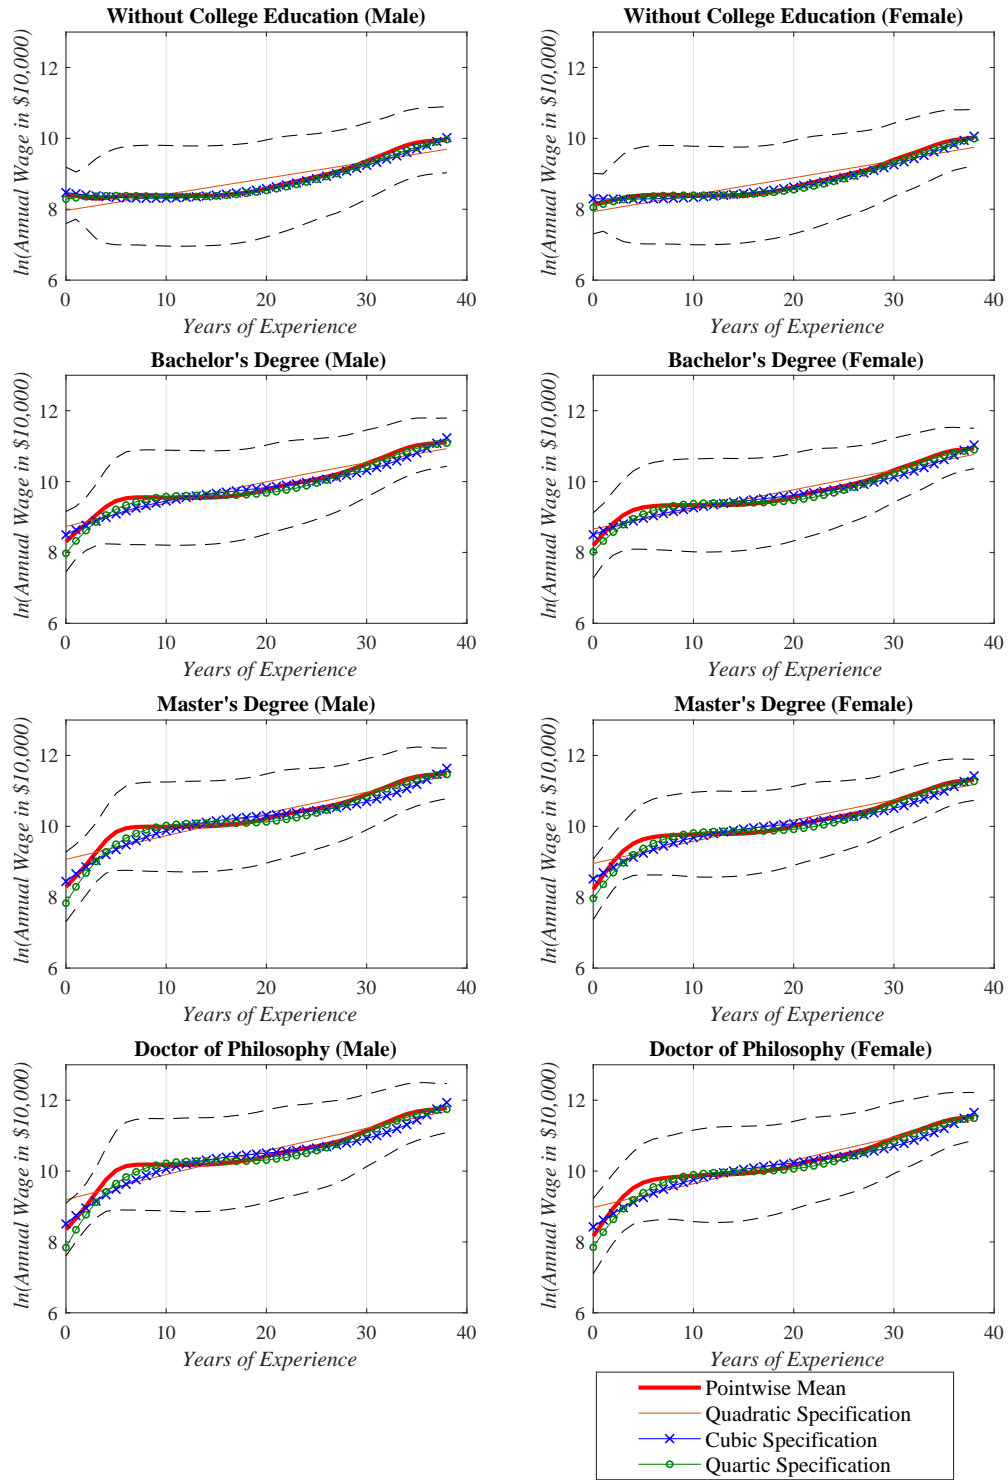 Without College Education (Male)
ln(Annual Wage in $10,000)
12
10
8
6
0 10 20 30 40
Years of Experience
Without College Education (Female)
ln(Annual Wage in $10,000)
12
10
8
6
0 10 20 30 40
Years of Experience
Bachelor's Degree (Male)
ln(Annual Wage in $10,000)
12
10
8
6
0 10 20 30 40
Years of Experience
Bachelor's Degree (Female)
ln(Annual Wage in $10,000)
12
10
8
6
0 10 20 30 40
Years of Experience
Master's Degree (Male)
ln(Annual Wage in $10,000)
12
10
8
6
0 10 20 30 40
Years of Experience
Master's Degree (Female)
ln(Annual Wage in $10,000)
12
10
8
6
0 10 20 30 40
Years of Experience
Doctor of Philosophy (Male)
ln(Annual Wage in $10,000)
12
10
8
6
0 10 20 30 40
Years of Experience
Doctor of Philosophy (Female)
ln(Annual Wage in $10,000)
12
10
8
6
0 10 20 30 40
Years of Experience
Pointwise Mean
Quadratic Specification
Cubic Specification
Quartic Specification